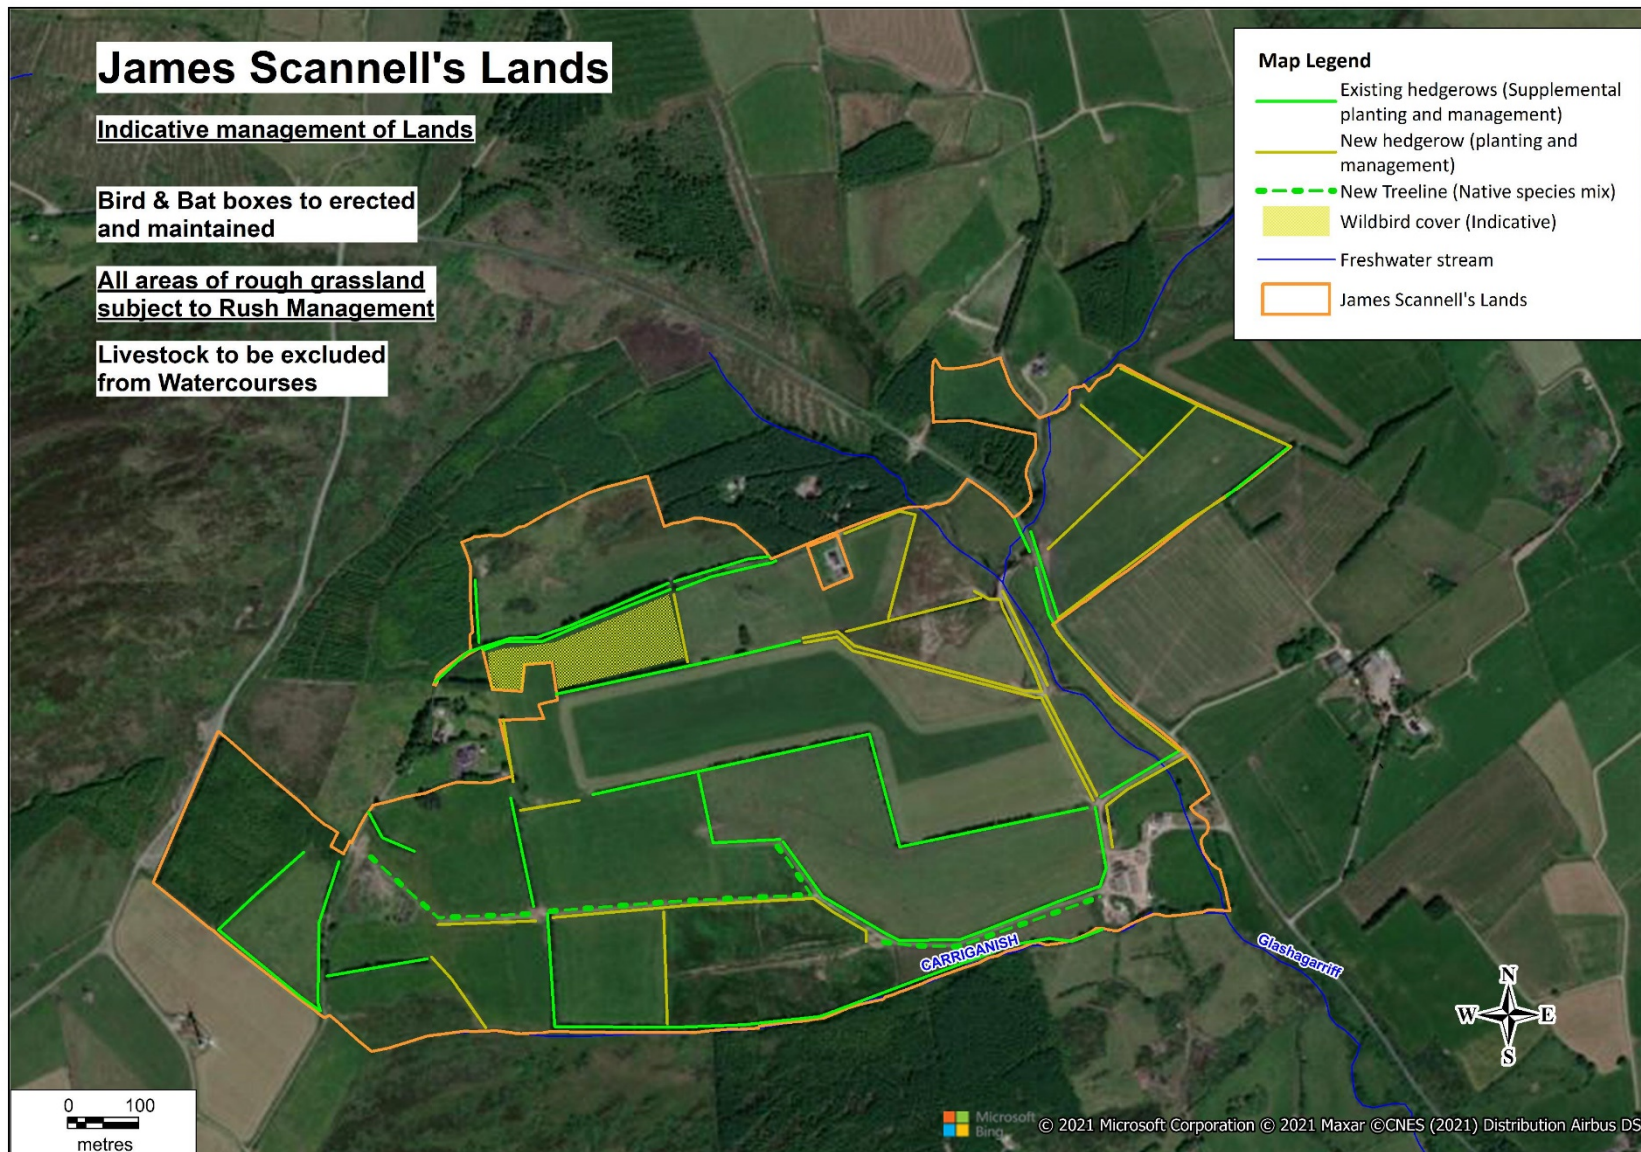 James Scannell's Lands
Indicative management of Lands
Bird & Bat boxes to erected
and maintained
All areas of rough grassland
subject to Rush Management
Livestock to be excluded
from Watercourses
Map Legend
Existing hedgerows (Supplemental
planting and management)
New hedgerow (planting and
management)
New Treeline (Native species mix)
Wildbird cover (Indicative)
Freshwater stream
James Scannell's Lands
CARRIGANISH
Glashagarriff
N
W E
S
0 100
metres
Microsoft
Bing
© 2021 Microsoft Corporation © 2021 Maxar ©CNES (2021) Distribution Airbus DS